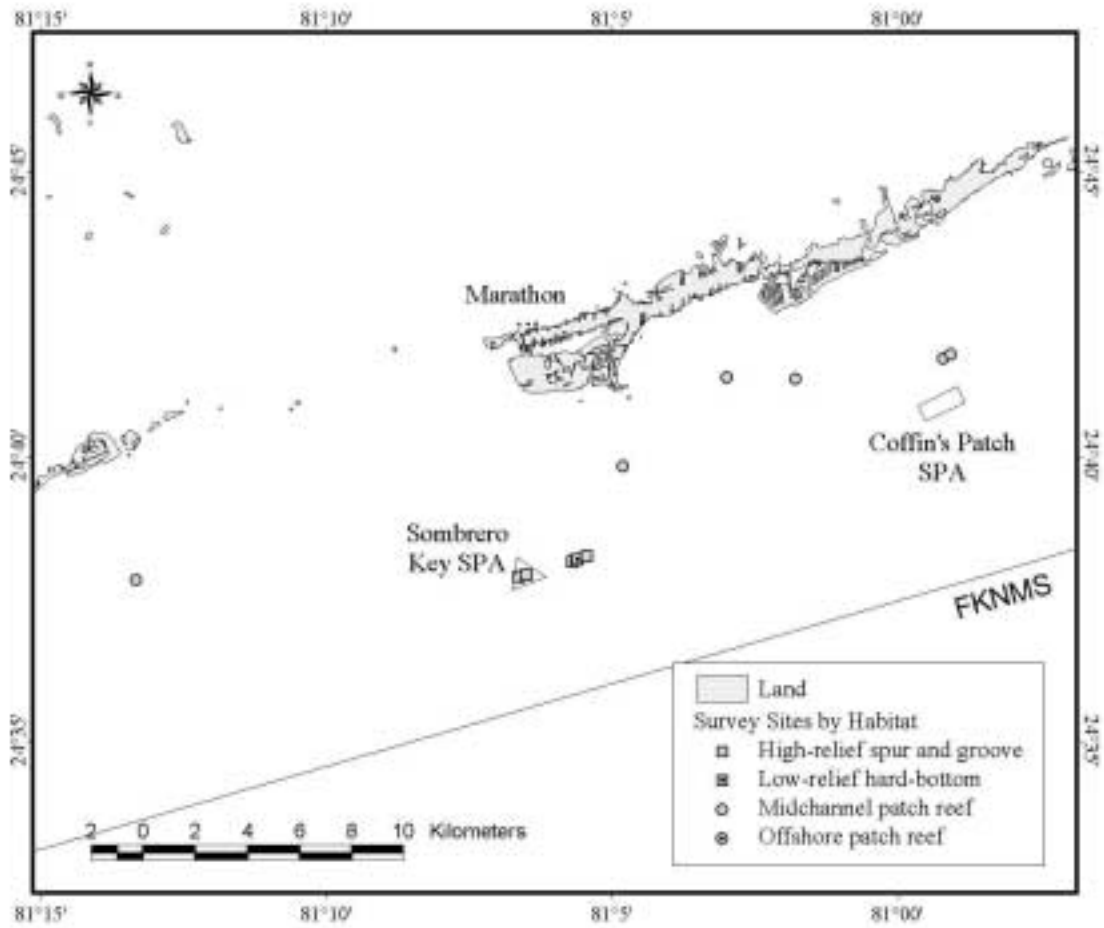 81°15' 81°10' 81°5' 81°00'
24°45' 24°45'
Marathon
Coffin's Patch
SPA
24°40' 24°40'
Sombrero
Key SPA
FKNMS
Land
Survey Sites by Habitat
High-relief spur and groove
Low-relief hard-bottom
Midchannel patch reef
Offshore patch reef
24°35' 24°35'
2 0 2 4 6 8 10 Kilometers
81°15' 81°10' 81°5' 81°00'